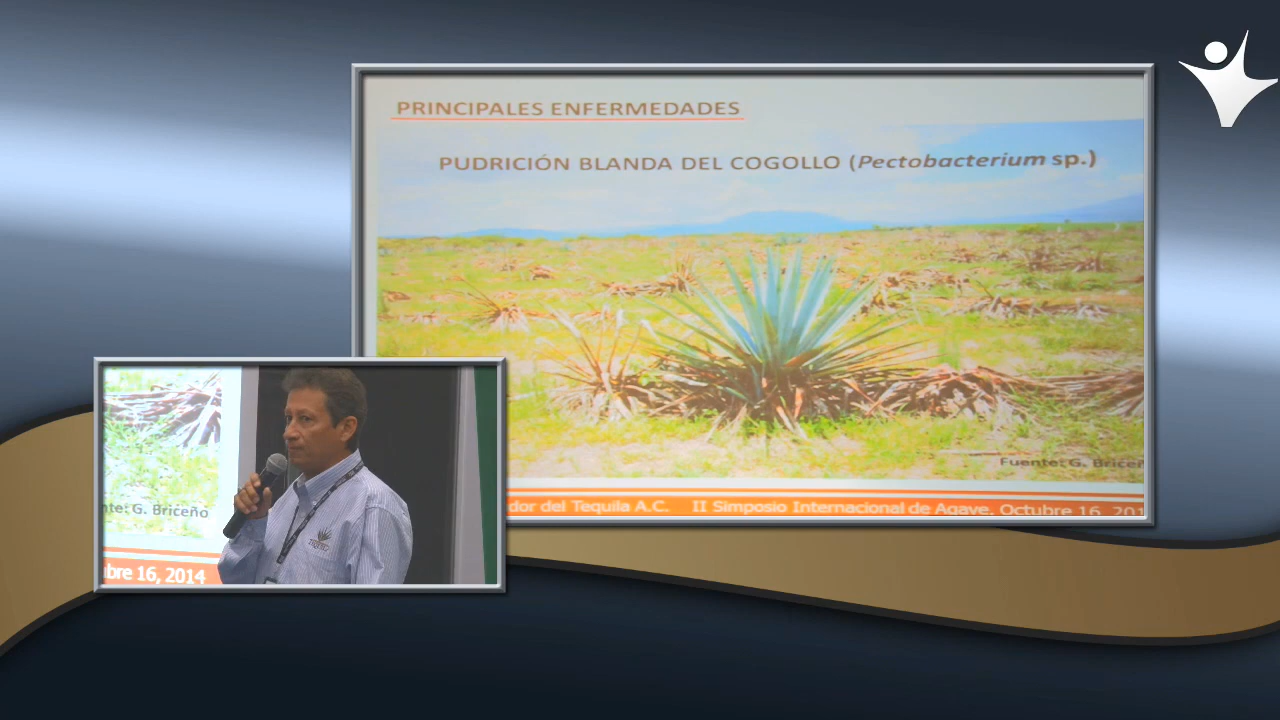 PRINCIPALES ENFERMEDADES
PUDRICIÓN BLANDA DEL COGOLLO (Pectobacterium sp.)
Fuente: G. Briceñ
dor del Tequila A.C. II Simposio Internacional de Agave, Octubre 16, 201
nte: G. Briceño
bre 16, 2014